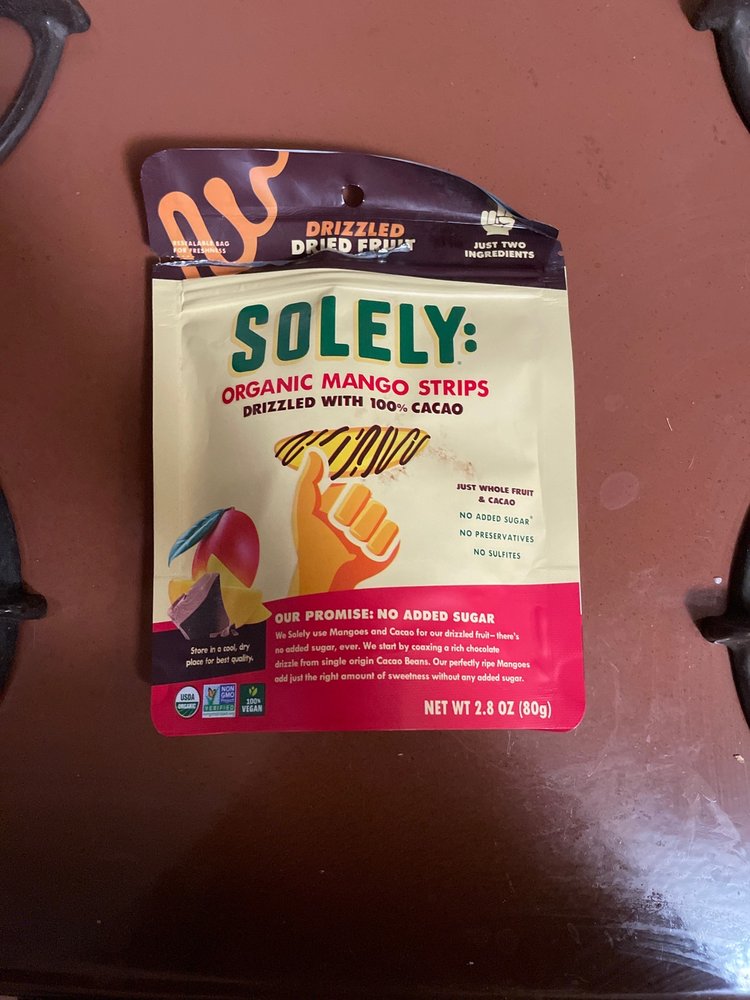 RESEALABLE BAG
FOR FRESHNESS
DRIZZLED
DRIED FRUIT
JUST TWO
INGREDIENTS
SOLELY:
ORGANIC MANGO STRIPS
DRIZZLED WITH 100% CACAO
JUST WHOLE FRUIT
& CACAO
NO ADDED SUGAR
NO PRESERVATIVES
NO SULFITES
OUR PROMISE: NO ADDED SUGAR
We Solely use Mangoes and Cacao for our drizzled fruit—there's
no added sugar, ever. We start by coaxing a rich chocolate
drizzle from single origin Cacao Beans. Our perfectly ripe Mangoes
add just the right amount of sweetness without any added sugar.
Store in a cool, dry
place for best quality.
USDA
ORGANIC
NON
GMO
Project
VERIFIED
nongmoproject.org
100%
VEGAN
NET WT 2.8 OZ (80g)